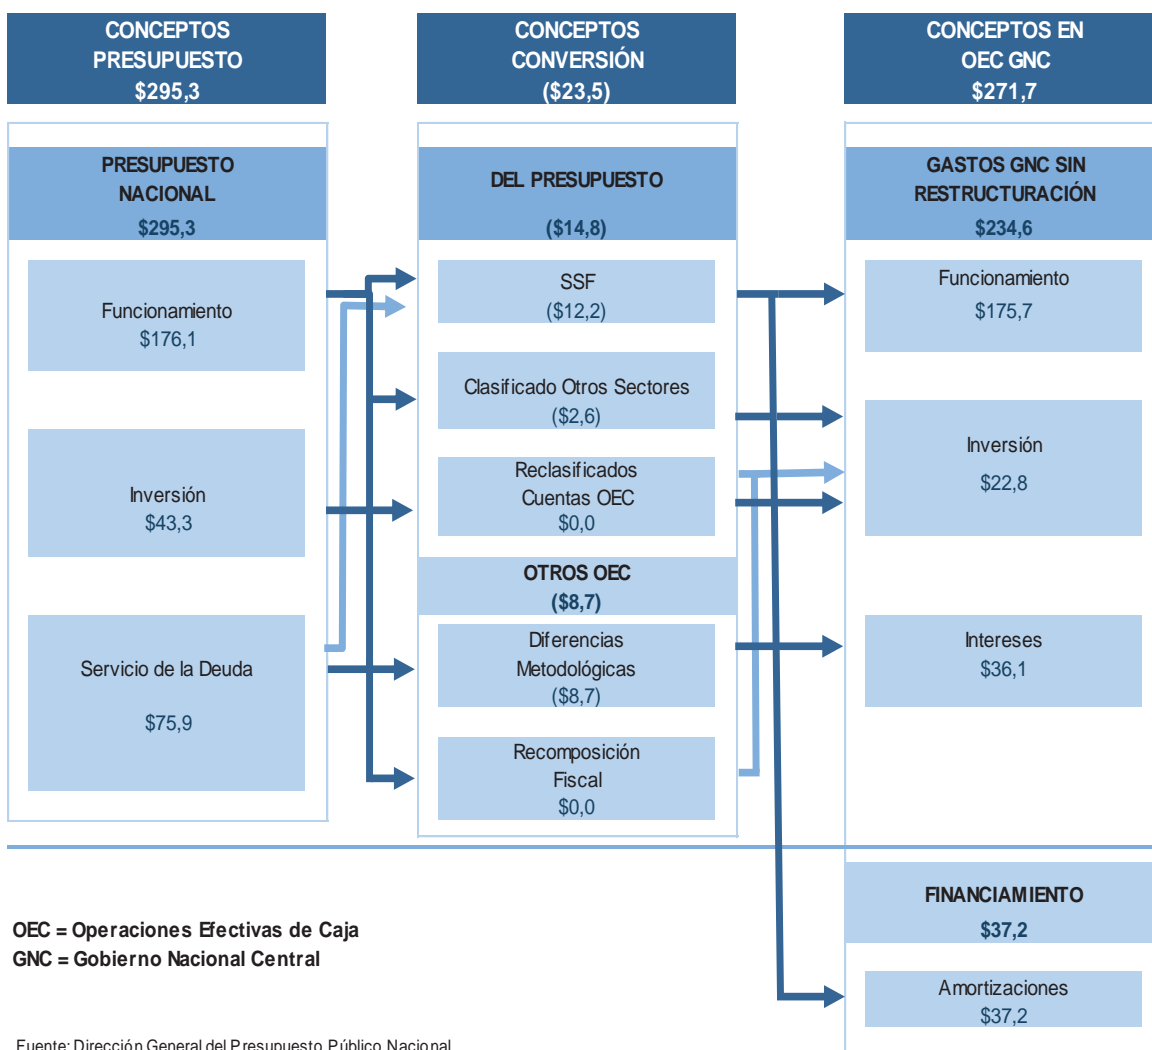 CONCEPTOS
PRESUPUESTO
$295,3
CONCEPTOS
CONVERSIÓN
($23,5)
CONCEPTOS EN
OEC GNC
$271,7
PRESUPUESTO
NACIONAL
$295,3
Funcionamiento
$176,1
Inversión
$43,3
Servicio de la Deuda
$75,9
DEL PRESUPUESTO
($14,8)
SSF
($12,2)
Clasificado Otros Sectores
($2,6)
Reclasificados
Cuentas OEC
$0,0
OTROS OEC
($8,7)
Diferencias
Metodológicas
($8,7)
Recomposición
Fiscal
$0,0
GASTOS GNC SIN
RESTRUCTURACIÓN
$234,6
Funcionamiento
$175,7
Inversión
$22,8
Intereses
$36,1
FINANCIAMIENTO
$37,2
Amortizaciones
$37,2
OEC = Operaciones Efectivas de Caja
GNC = Gobierno Nacional Central
Fuente: Dirección General del Presupuesto Público Nacional